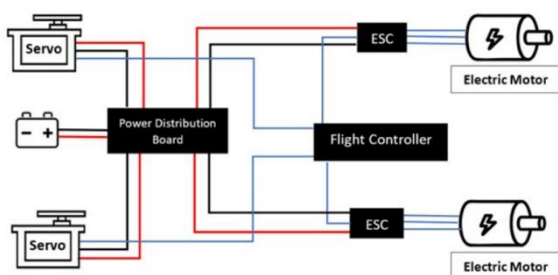 Servo
ESC
Electric Motor
Power Distribution
Board
Flight Controller
Servo
ESC
Electric Motor